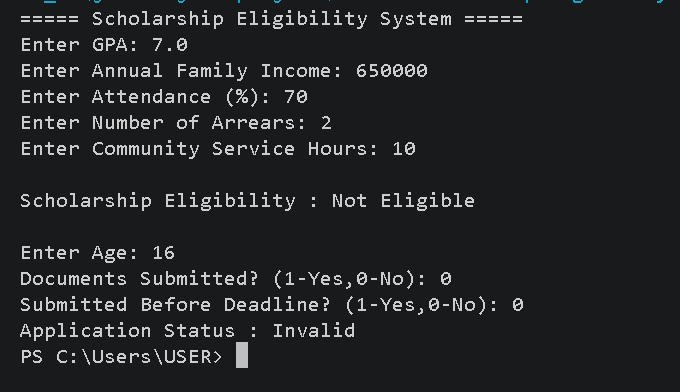 ===== Scholarship Eligibility System =====
Enter GPA: 7.0
Enter Annual Family Income: 650000
Enter Attendance (%): 70
Enter Number of Arrears: 2
Enter Community Service Hours: 10
Scholarship Eligibility : Not Eligible
Enter Age: 16
Documents Submitted? (1-Yes,0-No): 0
Submitted Before Deadline? (1-Yes,0-No): 0
Application Status : Invalid
PS C:\Users\USER>